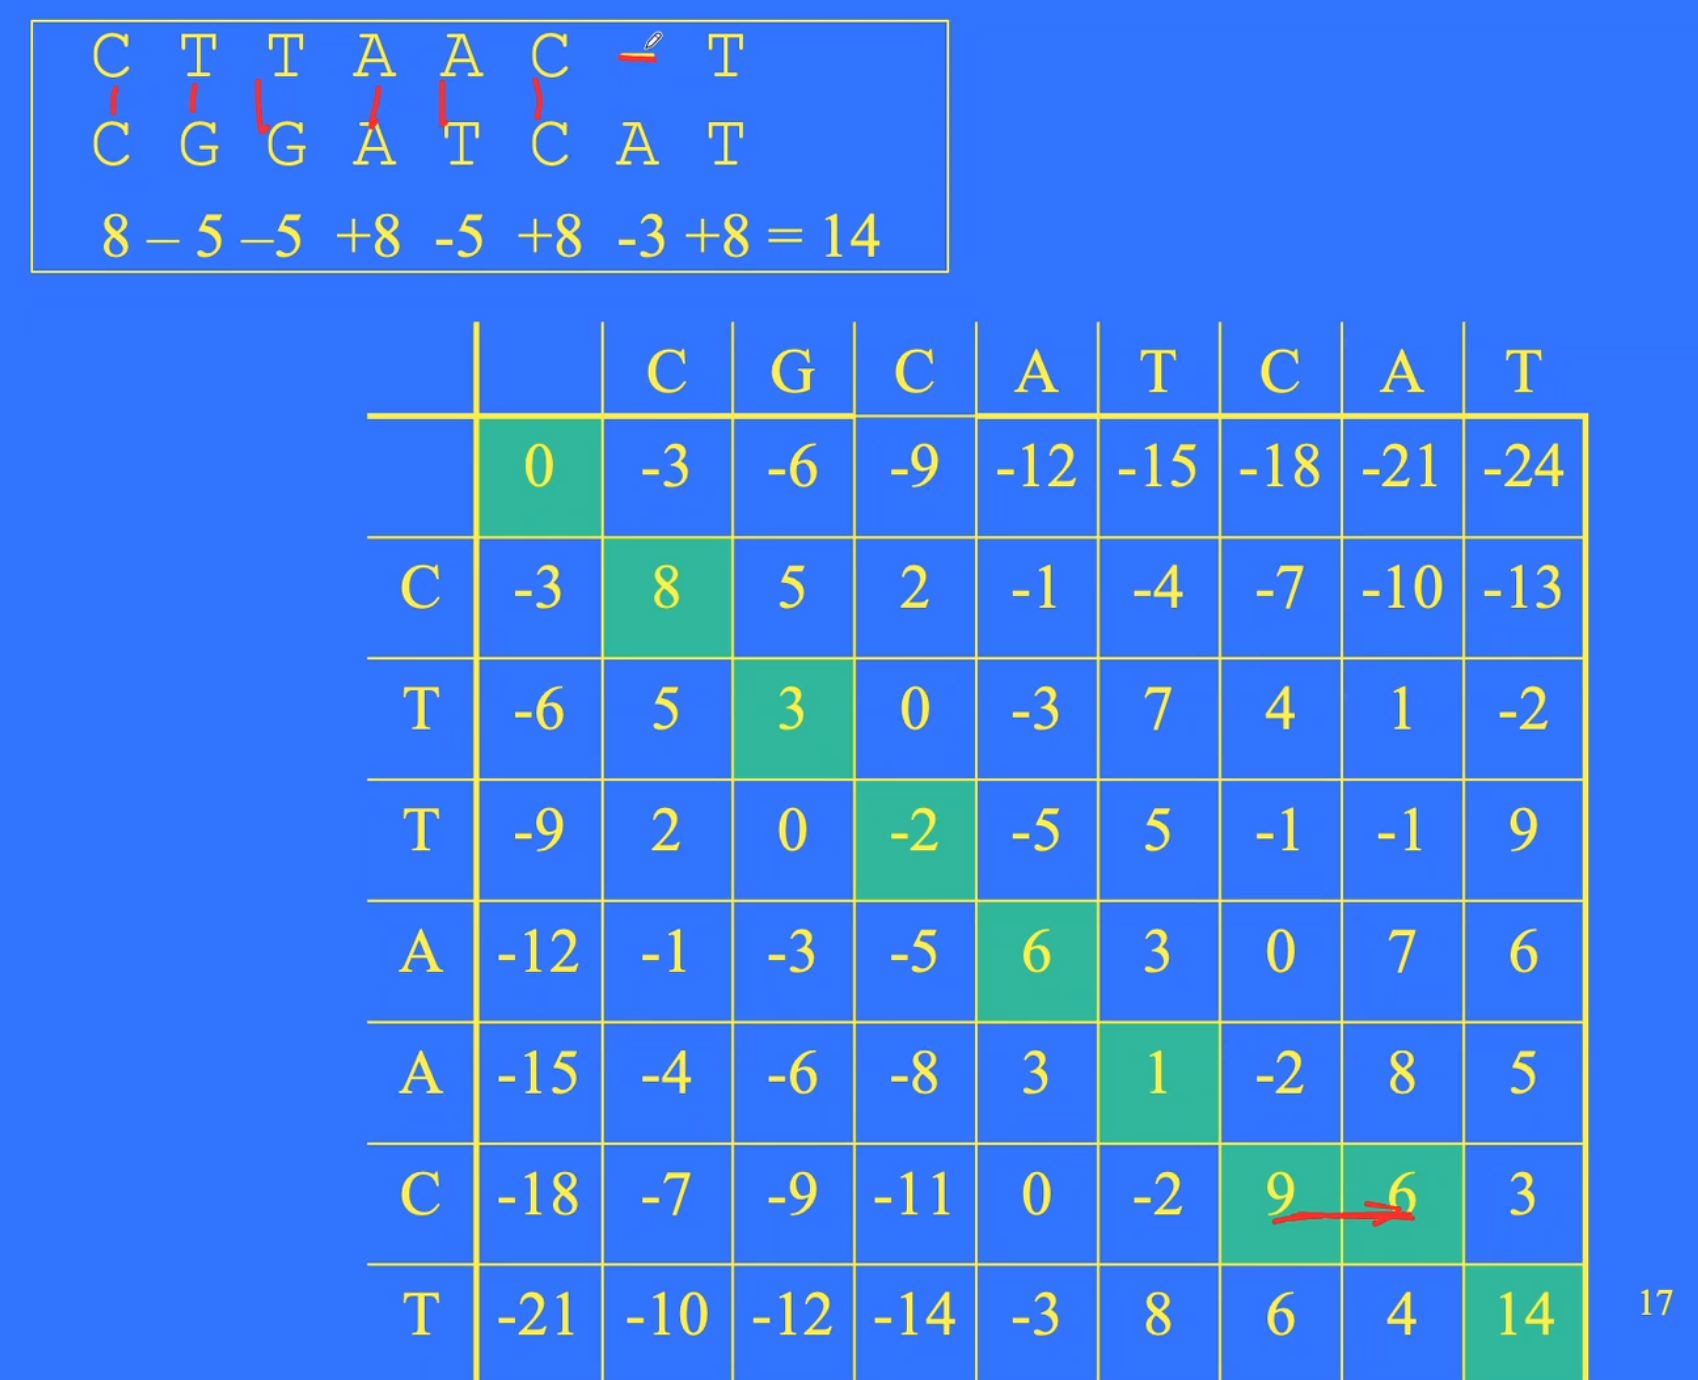 C T T A A C – T
C G G A T C A T
8 – 5 –5 +8 -5 +8 -3 +8 = 14
C G C A T C A T
0 -3 -6 -9 -12 -15 -18 -21 -24
C -3 8 5 2 -1 -4 -7 -10 -13
T -6 5 3 0 -3 7 4 1 -2
T -9 2 0 -2 -5 5 -1 -1 9
A -12 -1 -3 -5 6 3 0 7 6
A -15 -4 -6 -8 3 1 -2 8 5
C -18 -7 -9 -11 0 -2 9 6 3
T -21 -10 -12 -14 -3 8 6 4 14
17